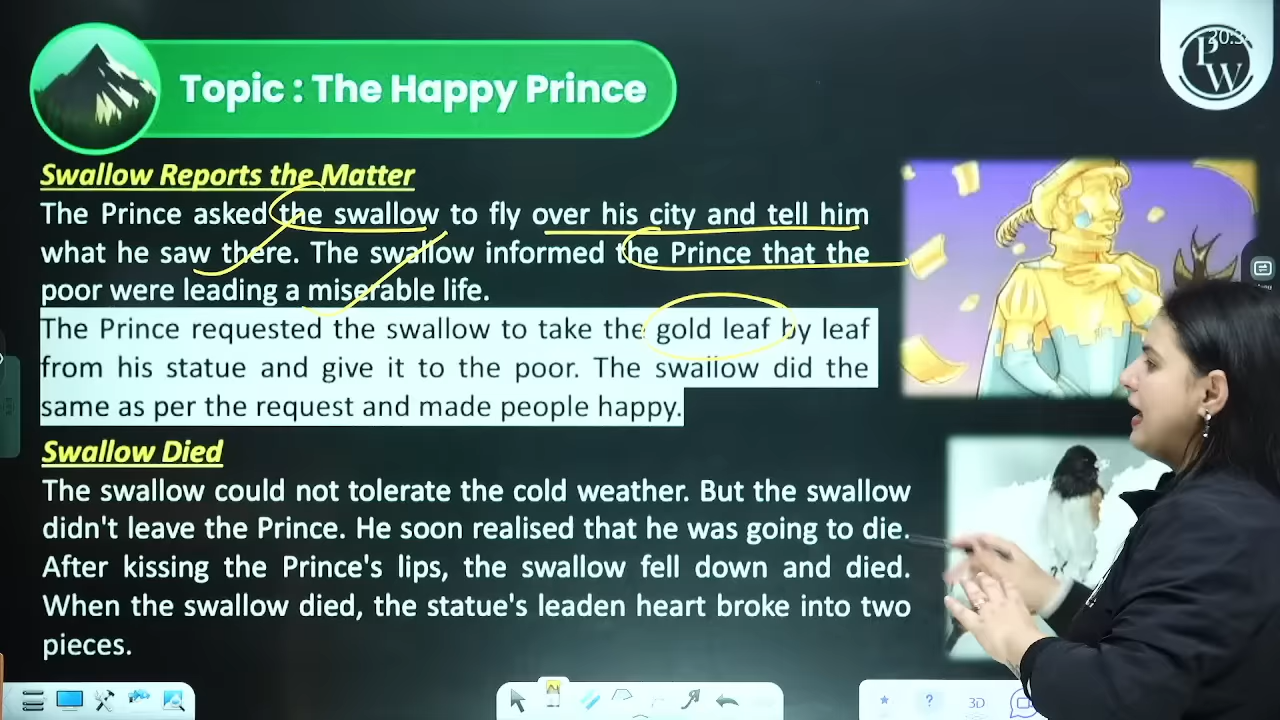 Topic : The Happy Prince
Swallow Reports the Matter
The Prince asked the swallow to fly over his city and tell him
what he saw there. The swallow informed the Prince that the
poor were leading a miserable life.
The Prince requested the swallow to take the gold leaf by leaf
from his statue and give it to the poor. The swallow did the
same as per the request and made people happy.
Swallow Died
The swallow could not tolerate the cold weather. But the swallow
didn't leave the Prince. He soon realised that he was going to die.
After kissing the Prince's lips, the swallow fell down and died.
When the swallow died, the statue's leaden heart broke into two
pieces.
PW
3D